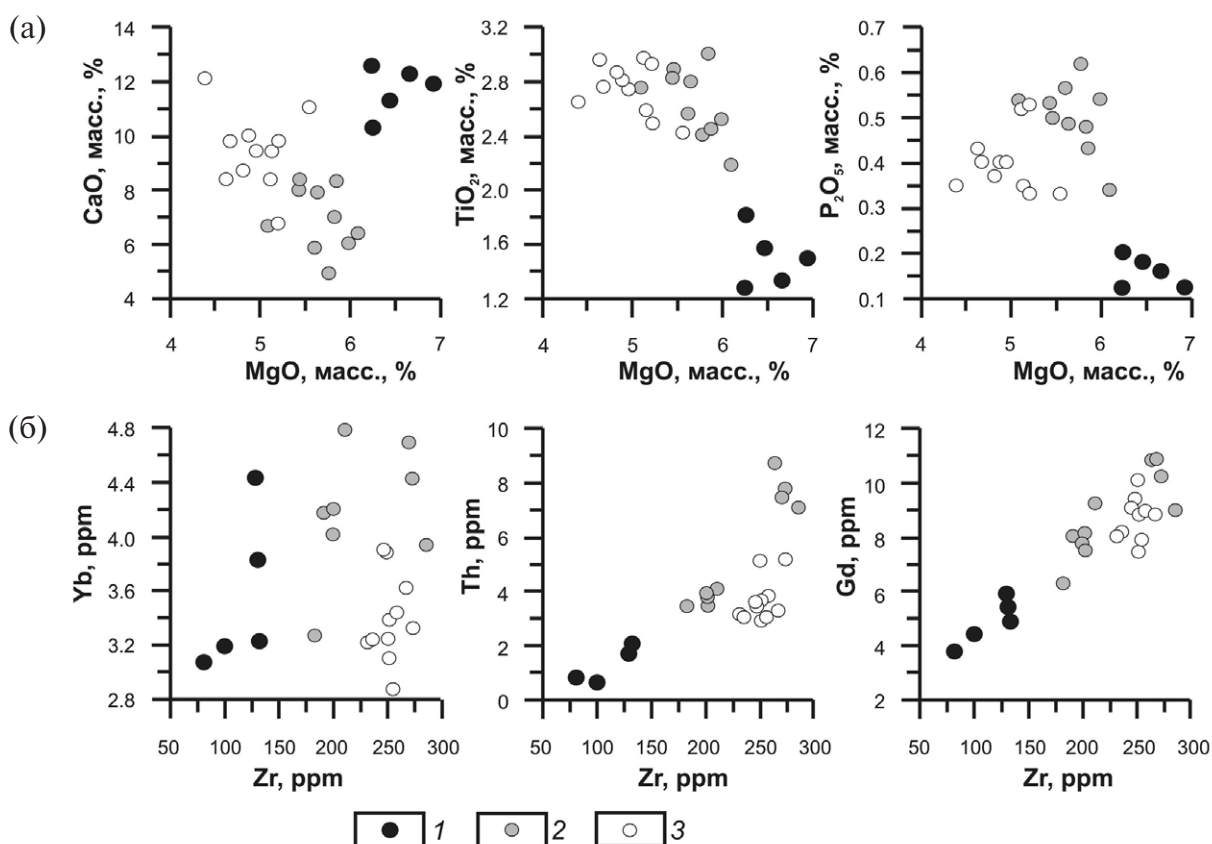 (а)
CaO, масс., %
14
12
10
8
6
4
4 5 6 7
MgO, масс., %
TiO2, масс., %
3.2
2.8
2.4
2.0
1.6
1.2
4 5 6 7
MgO, масс., %
P2O5, масс., %
0.7
0.6
0.5
0.4
0.3
0.2
0.1
4 5 6 7
MgO, масс., %
(б)
Yb, ppm
4.8
4.4
4.0
3.6
3.2
2.8
50 100 150 200 250 300
Zr, ppm
Th, ppm
10
8
6
4
2
0
50 100 150 200 250 300
Zr, ppm
Gd, ppm
12
10
8
6
4
2
50 100 150 200 250 300
Zr, ppm
1 2 3